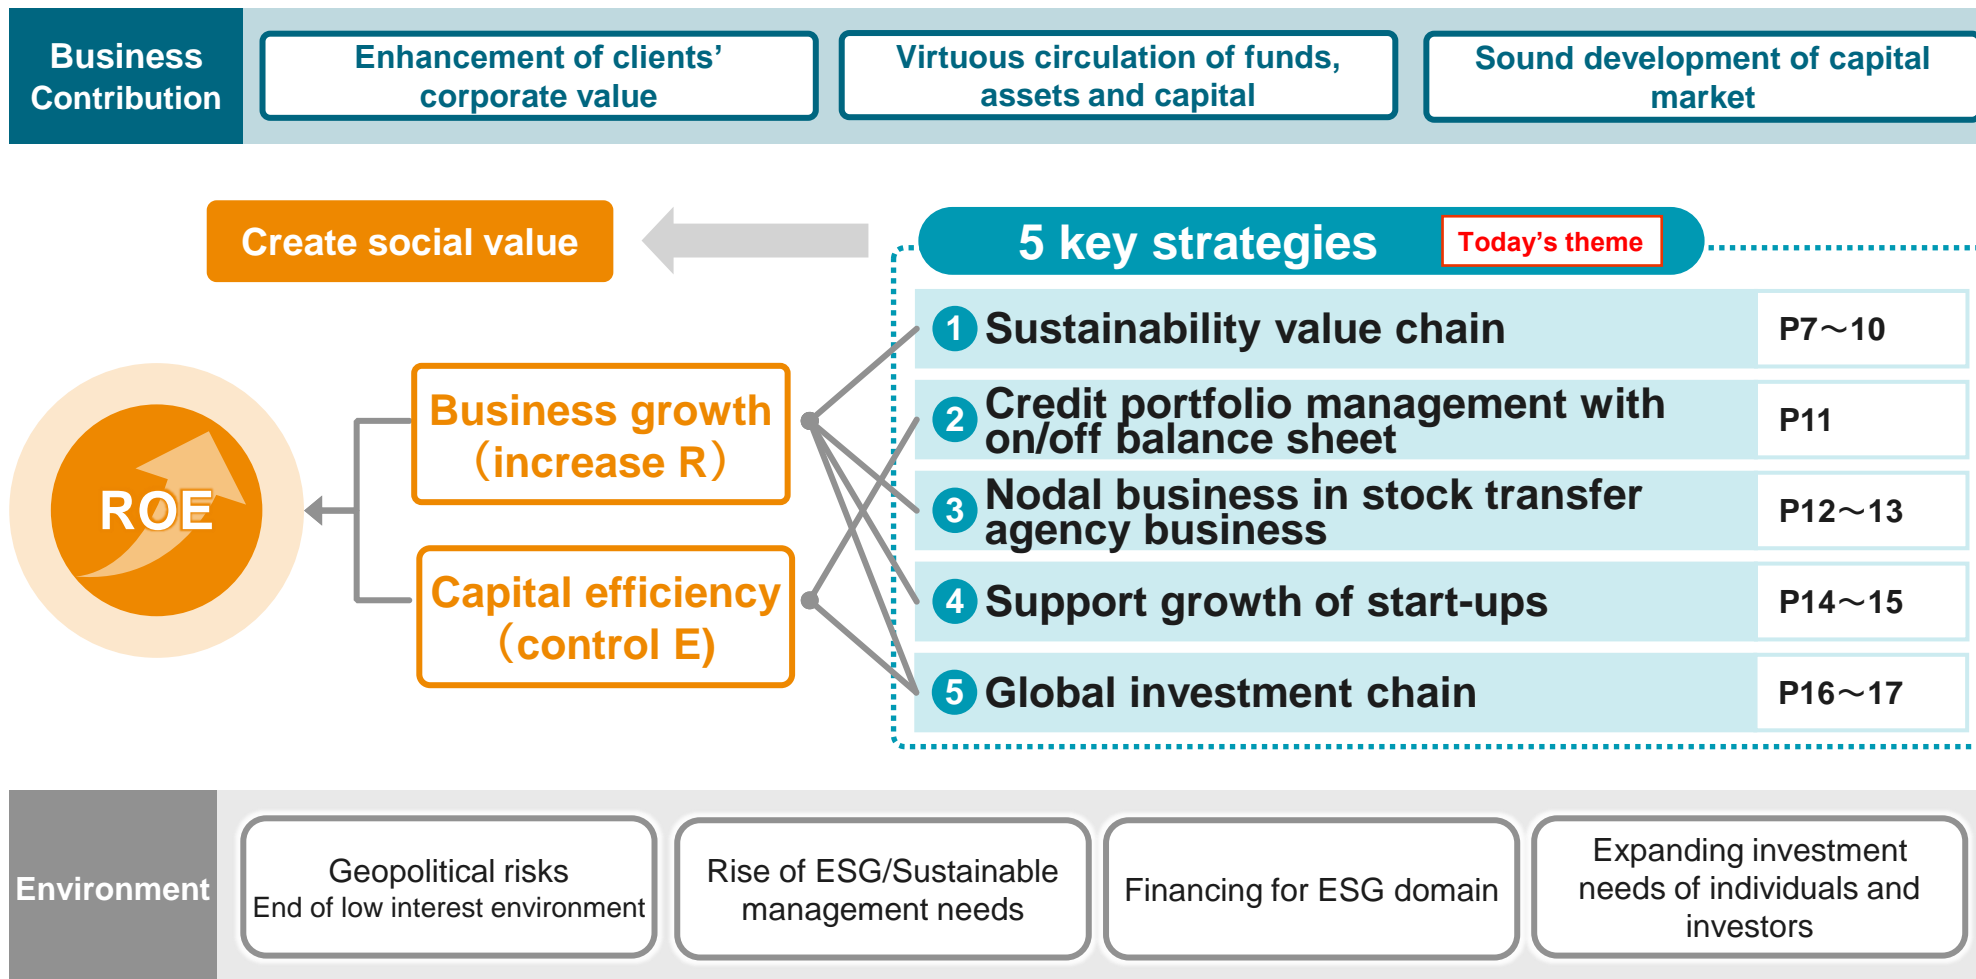 Business
Contribution
Enhancement of clients’
corporate value
Virtuous circulation of funds,
assets and capital
Sound development of capital
market
Create social value
5 key strategies
Today’s theme
1 Sustainability value chain
P7～10
2 Credit portfolio management with
on/off balance sheet
P11
3 Nodal business in stock transfer
agency business
P12～13
4 Support growth of start-ups
P14～15
5 Global investment chain
P16～17
ROE
Business growth
（increase R）
Capital efficiency
（control E)
Environment
Geopolitical risks
End of low interest environment
Rise of ESG/Sustainable
management needs
Financing for ESG domain
Expanding investment
needs of individuals and
investors